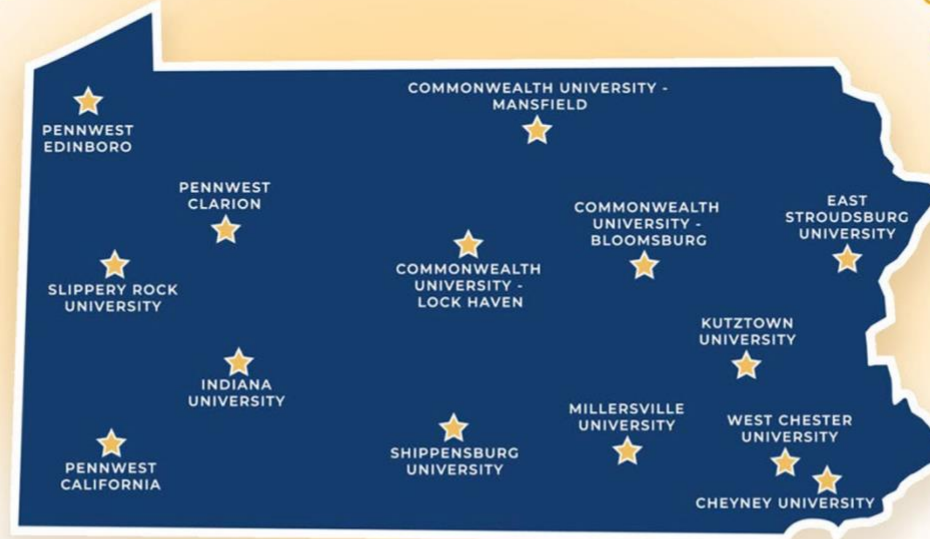 COMMONWEALTH UNIVERSITY -
MANSFIELD
PENNWEST
EDINBORO
PENNWEST
CLARION
COMMONWEALTH
UNIVERSITY -
BLOOMSBURG
EAST
STROUDSBURG
UNIVERSITY
SLIPPERY ROCK
UNIVERSITY
COMMONWEALTH
UNIVERSITY -
LOCK HAVEN
KUTZTOWN
UNIVERSITY
INDIANA
UNIVERSITY
MILLERSVILLE
UNIVERSITY
WEST CHESTER
UNIVERSITY
SHIPPENSBURG
UNIVERSITY
PENNWEST
CALIFORNIA
CHEYNEY UNIVERSITY